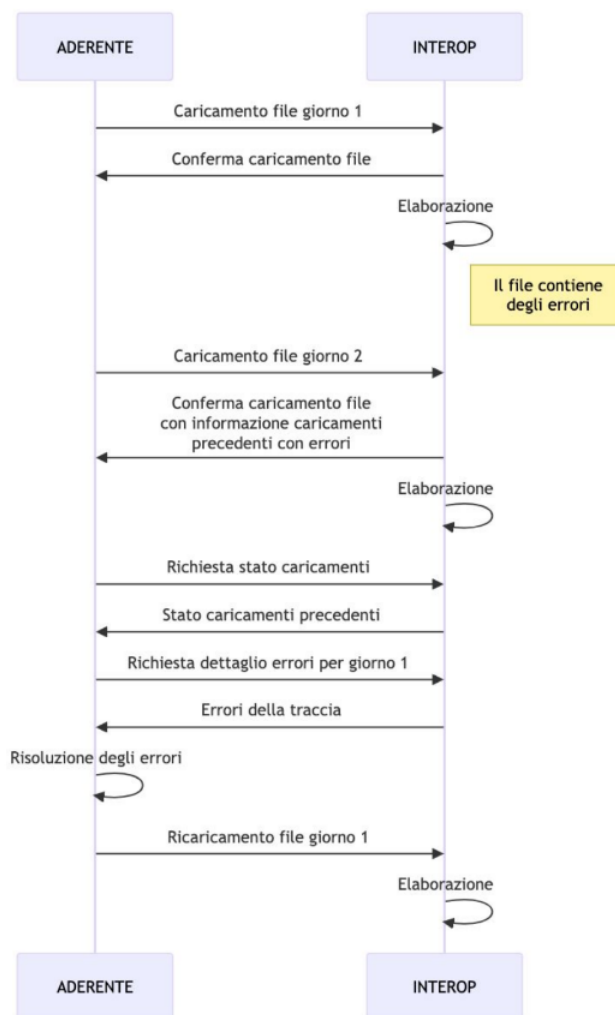 ADERENTE
INTEROP
Caricamento file giorno 1
Conferma caricamento file
Elaborazione
Il file contiene
degli errori
Caricamento file giorno 2
Conferma caricamento file
con informazione caricamenti
precedenti con errori
Elaborazione
Richiesta stato caricamenti
Stato caricamenti precedenti
Richiesta dettaglio errori per giorno 1
Errori della traccia
Risoluzione degli errori
Ricaricamento file giorno 1
Elaborazione
ADERENTE
INTEROP